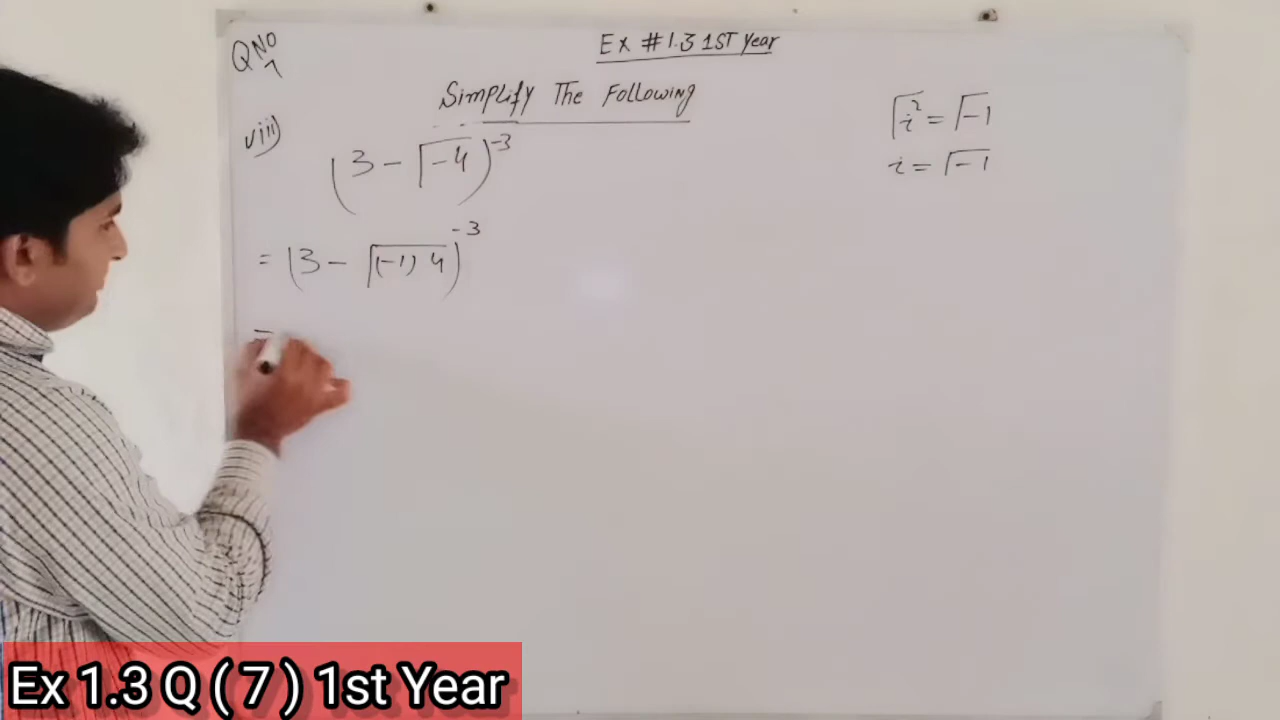 Q NO 7
Ex # 1.3 1ST Year
Simplify The Following
viii)
(3 - √-4)^-3
= (3 - √(-1) 4)^-3
=
√i² = √-1
i = √-1
Ex 1.3 Q ( 7 ) 1st Year